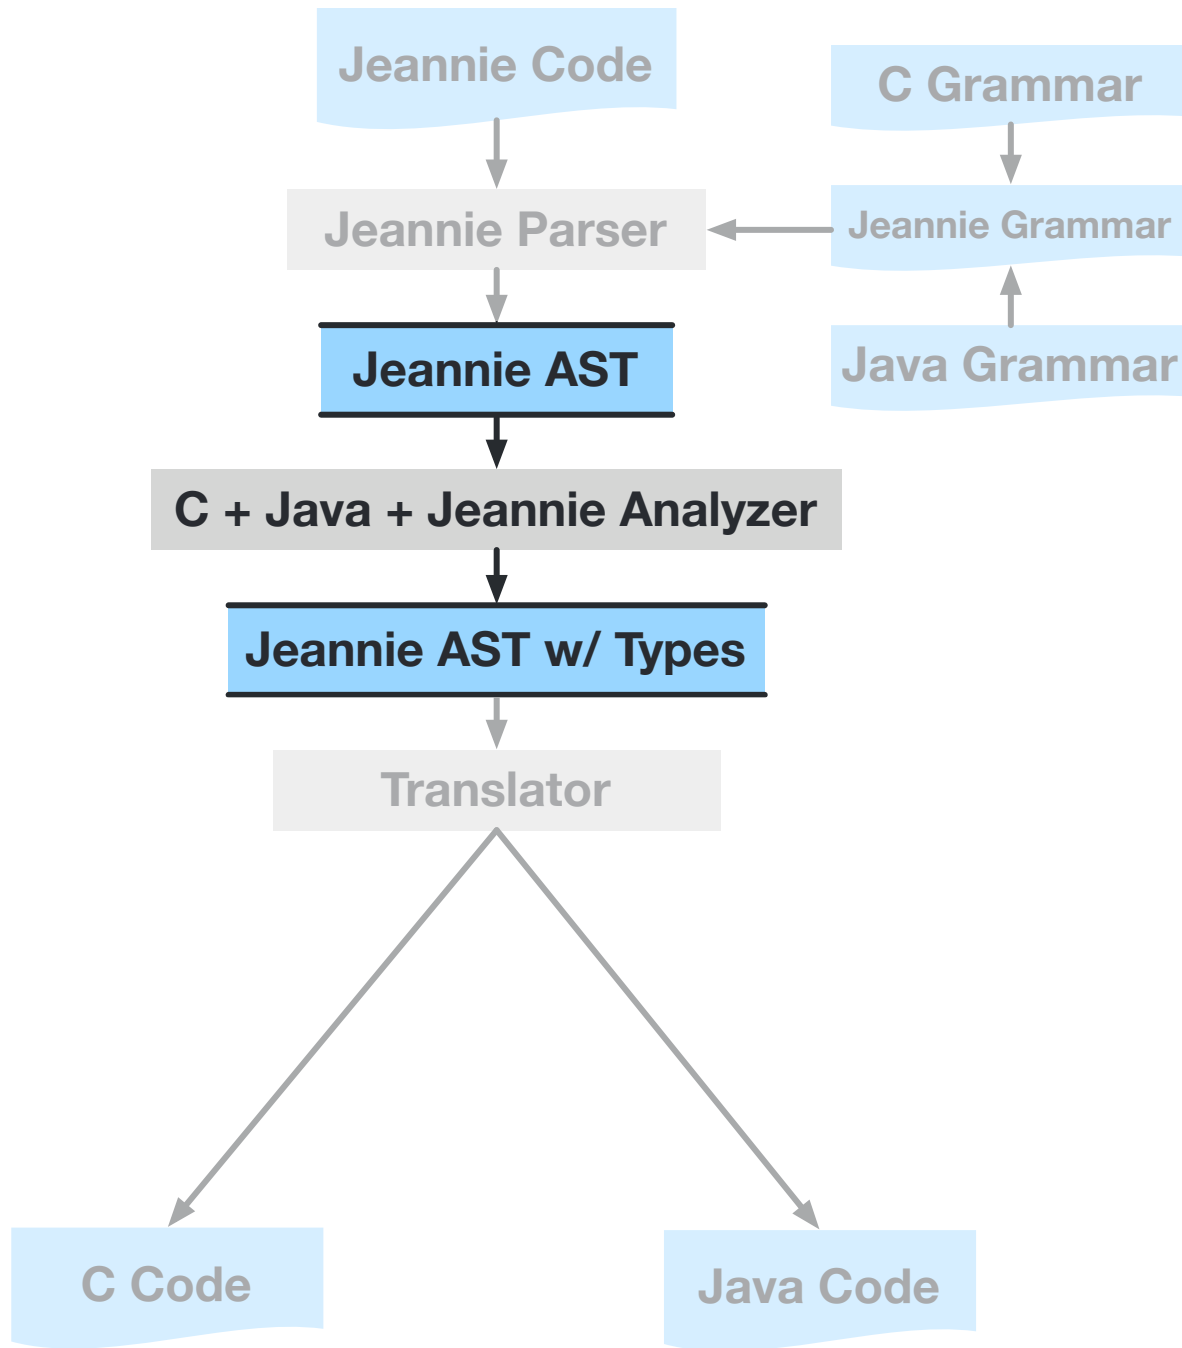 Jeannie Code
C Grammar
Jeannie Parser
Jeannie Grammar
Jeannie AST
Java Grammar
C + Java + Jeannie Analyzer
Jeannie AST w/ Types
Translator
C Code
Java Code